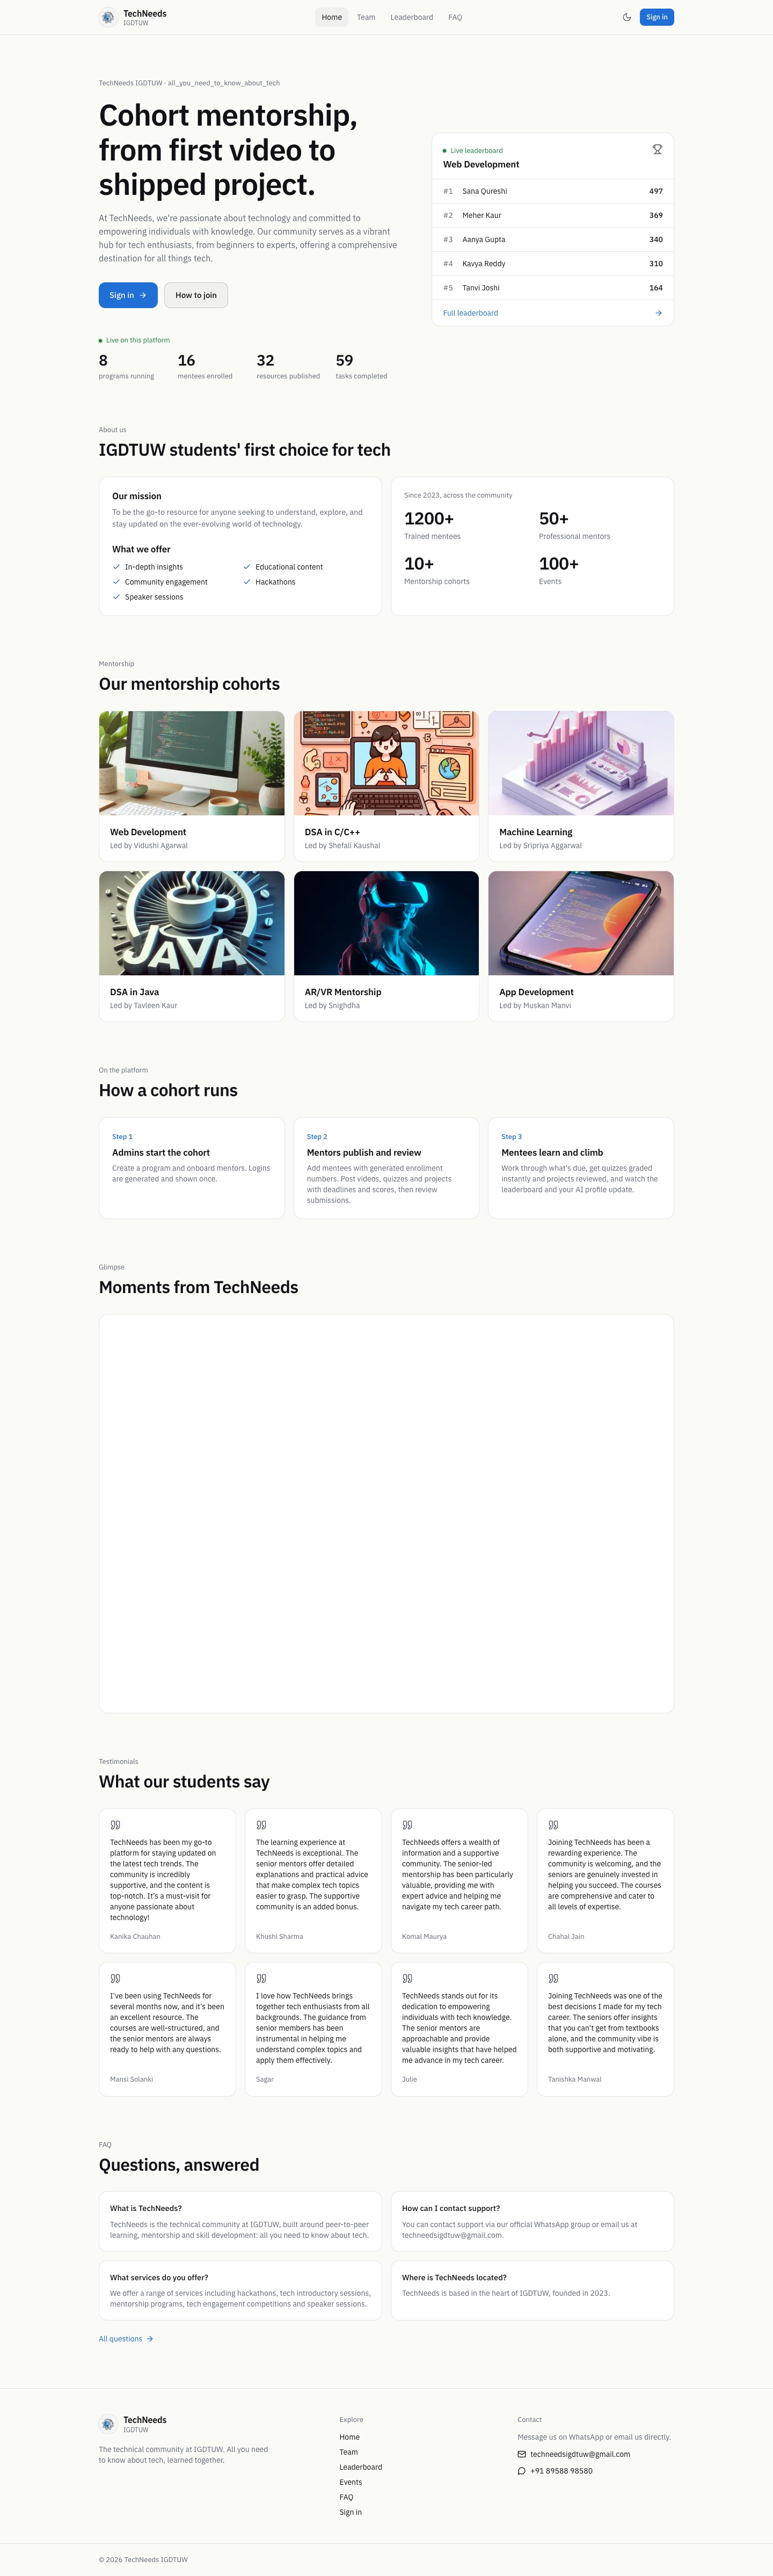 TechNeeds
IGDTUW
Home Team Leaderboard FAQ
Sign in
TechNeeds IGDTUW · all_you_need_to_know_about_tech
Cohort mentorship,
from first video to
shipped project.
At TechNeeds, we're passionate about technology and committed to
empowering individuals with knowledge. Our community serves as a vibrant
hub for tech enthusiasts, from beginners to experts, offering a comprehensive
destination for all things tech.
Sign in
How to join
Live on this platform
8 16 32 59
programs running mentees enrolled resources published tasks completed
Live leaderboard
Web Development
#1 Sana Qureshi 497
#2 Meher Kaur 369
#3 Aanya Gupta 340
#4 Kavya Reddy 310
#5 Tanvi Joshi 164
Full leaderboard
About us
IGDTUW students' first choice for tech
Our mission
To be the go-to resource for anyone seeking to understand, explore, and
stay updated on the ever-evolving world of technology.
What we offer
In-depth insights
Educational content
Community engagement
Hackathons
Speaker sessions
Since 2023, across the community
1200+ 50+
Trained mentees Professional mentors
10+ 100+
Mentorship cohorts Events
Mentorship
Our mentorship cohorts
Web Development
Led by Vidushi Agarwal
DSA in C/C++
Led by Shefali Kaushal
Machine Learning
Led by Sripriya Aggarwal
JAVA
DSA in Java
Led by Tavleen Kaur
AR/VR Mentorship
Led by Snighdha
App Development
Led by Muskan Manvi
On the platform
How a cohort runs
Step 1
Admins start the cohort
Create a program and onboard mentors. Logins
are generated and shown once.
Step 2
Mentors publish and review
Add mentees with generated enrollment
numbers. Post videos, quizzes and projects
with deadlines and scores, then review
submissions.
Step 3
Mentees learn and climb
Work through what's due, get quizzes graded
instantly and projects reviewed, and watch the
leaderboard and your AI profile update.
Glimpse
Moments from TechNeeds
Testimonials
What our students say
TechNeeds has been my go-to
platform for staying updated on
the latest tech trends. The
community is incredibly
supportive, and the content is
top-notch. It's a must-visit for
anyone passionate about
technology!
Kanika Chauhan
The learning experience at
TechNeeds is exceptional. The
senior mentors offer detailed
explanations and practical advice
that make complex tech topics
easier to grasp. The supportive
community is an added bonus.
Khushi Sharma
TechNeeds offers a wealth of
information and a supportive
community. The senior-led
mentorship has been particularly
valuable, providing me with
expert advice and helping me
navigate my tech career path.
Komal Maurya
Joining TechNeeds has been a
rewarding experience. The
community is welcoming, and the
seniors are genuinely invested in
helping you succeed. The courses
are comprehensive and cater to
all levels of expertise.
Chahal Jain
I've been using TechNeeds for
several months now, and it's been
an excellent resource. The
courses are well-structured, and
the senior mentors are always
ready to help with any questions.
Mansi Solanki
I love how TechNeeds brings
together tech enthusiasts from all
backgrounds. The guidance from
senior members has been
instrumental in helping me
understand complex topics and
apply them effectively.
Sagar
TechNeeds stands out for its
dedication to empowering
individuals with tech knowledge.
The senior mentors are
approachable and provide
valuable insights that have helped
me advance in my tech career.
Julie
Joining TechNeeds was one of the
best decisions I made for my tech
career. The seniors offer insights
that you can't get from textbooks
alone, and the community vibe is
both supportive and motivating.
Tanishka Manwal
FAQ
Questions, answered
What is TechNeeds?
TechNeeds is the technical community at IGDTUW, built around peer-to-peer
learning, mentorship and skill development: all you need to know about tech.
How can I contact support?
You can contact support via our official WhatsApp group or email us at
techneedsigdtuw@gmail.com.
What services do you offer?
We offer a range of services including hackathons, tech introductory sessions,
mentorship programs, tech engagement competitions and speaker sessions.
Where is TechNeeds located?
TechNeeds is based in the heart of IGDTUW, founded in 2023.
All questions
TechNeeds
IGDTUW
The technical community at IGDTUW. All you need
to know about tech, learned together.
Explore
Home
Team
Leaderboard
Events
FAQ
Sign in
Contact
Message us on WhatsApp or email us directly.
techneedsigdtuw@gmail.com
+91 89588 98580
© 2026 TechNeeds IGDTUW